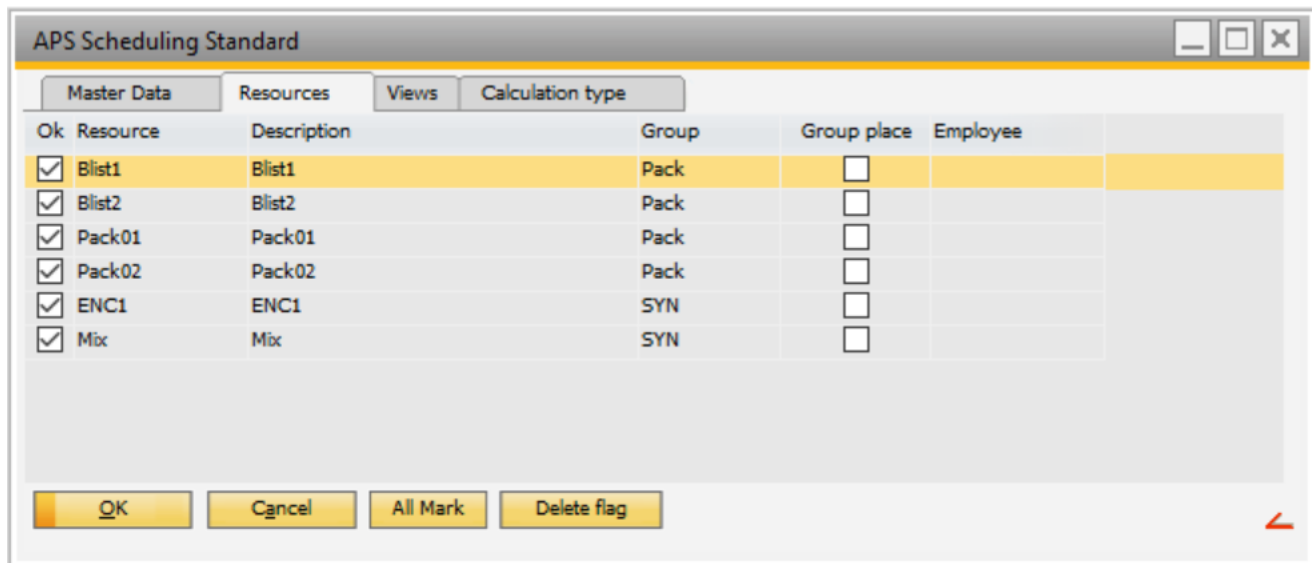 APS Scheduling Standard
Master Data Resources Views Calculation type
Ok Resource Description Group Group place Employee
Blist1 Blist1 Pack
Blist2 Blist2 Pack
Pack01 Pack01 Pack
Pack02 Pack02 Pack
ENC1 ENC1 SYN
Mix Mix SYN
OK Cancel All Mark Delete flag